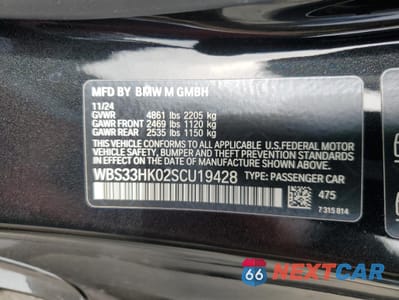 MFD BY BMW M GMBH
11/24
GVWR 4861 lbs 2205 kg
GAWR FRONT 2469 lbs 1120 kg
GAWR REAR 2535 lbs 1150 kg
THIS VEHICLE CONFORMS TO ALL APPLICABLE U.S.FEDERAL MOTOR
VEHICLE SAFETY, BUMPER, AND THEFT PREVENTION STANDARDS
IN EFFECT ON THE DATE OF MANUFACTURE SHOWN ABOVE.
WBS33HK02SCU19428 TYPE: PASSENGER CAR
475
7 315 814
66 NEXTCAR